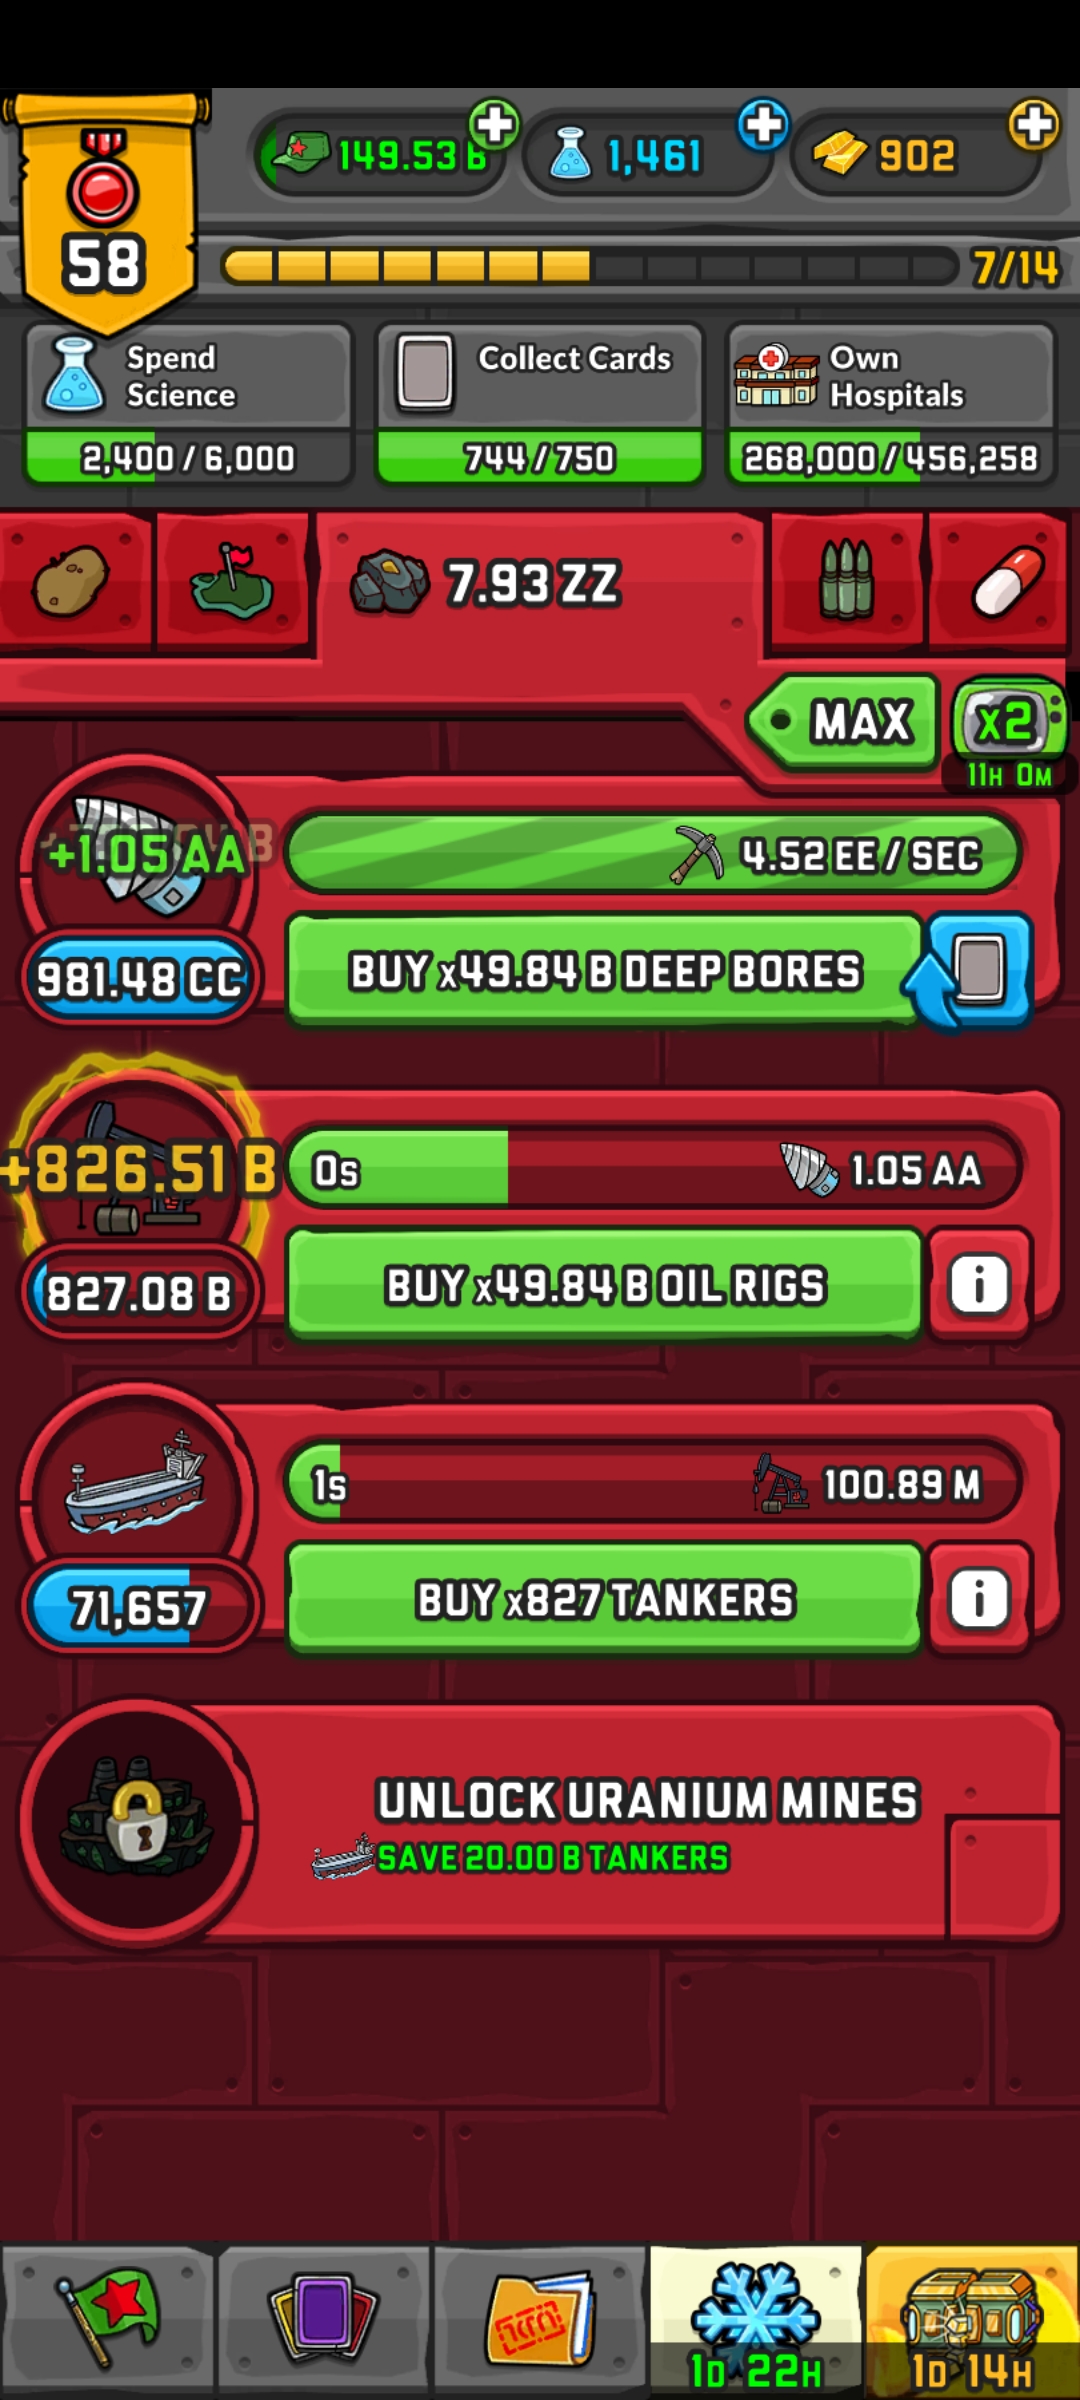 149.53 B
1,461
902
58
7/14
Spend
Science
2,400 / 6,000
Collect Cards
744 / 750
Own
Hospitals
268,000 / 456,258
7.93 ZZ
MAX
x2
11H 0M
+1.05 AA
4.52 EE / SEC
981.48 CC
BUY x49.84 B DEEP BORES
+826.51 B
0s
1.05 AA
827.08 B
BUY x49.84 B OIL RIGS
i
1s
100.89 M
71,657
BUY x827 TANKERS
i
UNLOCK URANIUM MINES
SAVE 20.00 B TANKERS
1D 22H
1D 14H